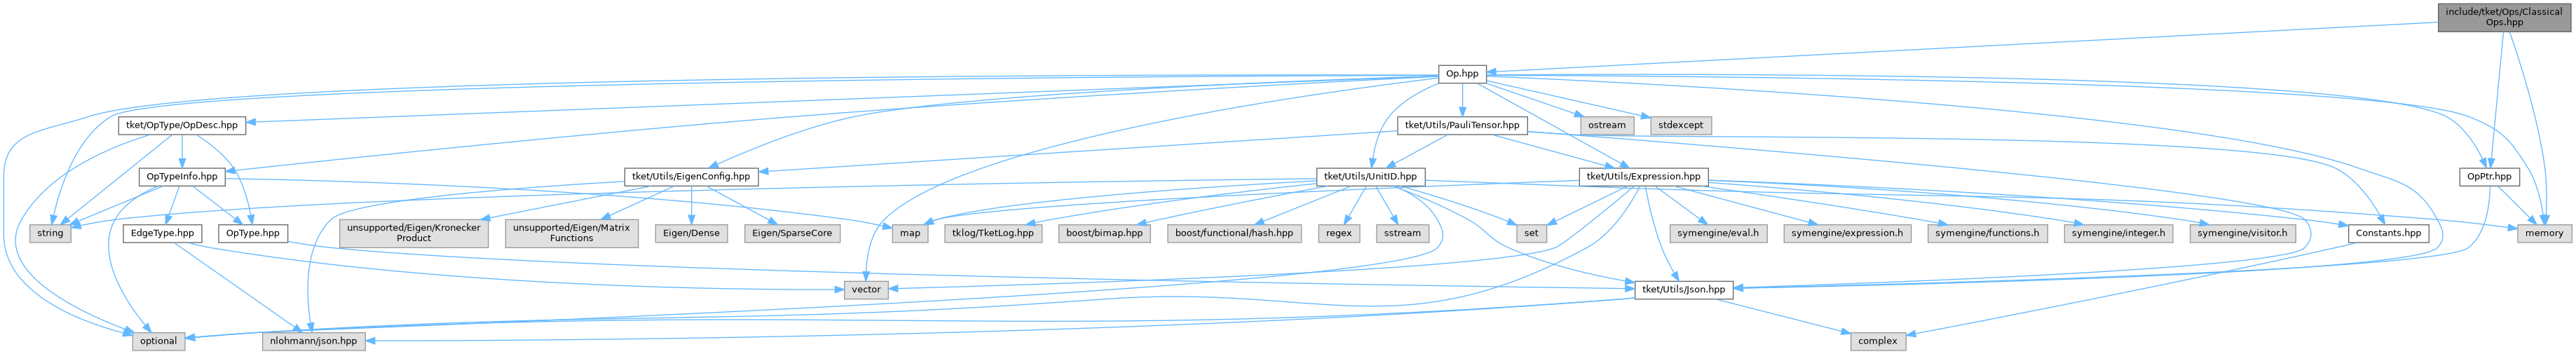 include/tket/Ops/Classical
Ops.hpp
Op.hpp
tket/OpType/OpDesc.hpp
tket/Utils/PauliTensor.hpp
ostream
stdexcept
OpTypeInfo.hpp
tket/Utils/EigenConfig.hpp
tket/Utils/UnitID.hpp
tket/Utils/Expression.hpp
OpPtr.hpp
string
EdgeType.hpp
OpType.hpp
unsupported/Eigen/Kronecker
Product
unsupported/Eigen/Matrix
Functions
Eigen/Dense
Eigen/SparseCore
map
tklog/TketLog.hpp
boost/bimap.hpp
boost/functional/hash.hpp
regex
sstream
set
symengine/eval.h
symengine/expression.h
symengine/functions.h
symengine/integer.h
symengine/visitor.h
Constants.hpp
memory
vector
tket/Utils/Json.hpp
optional
nlohmann/json.hpp
complex